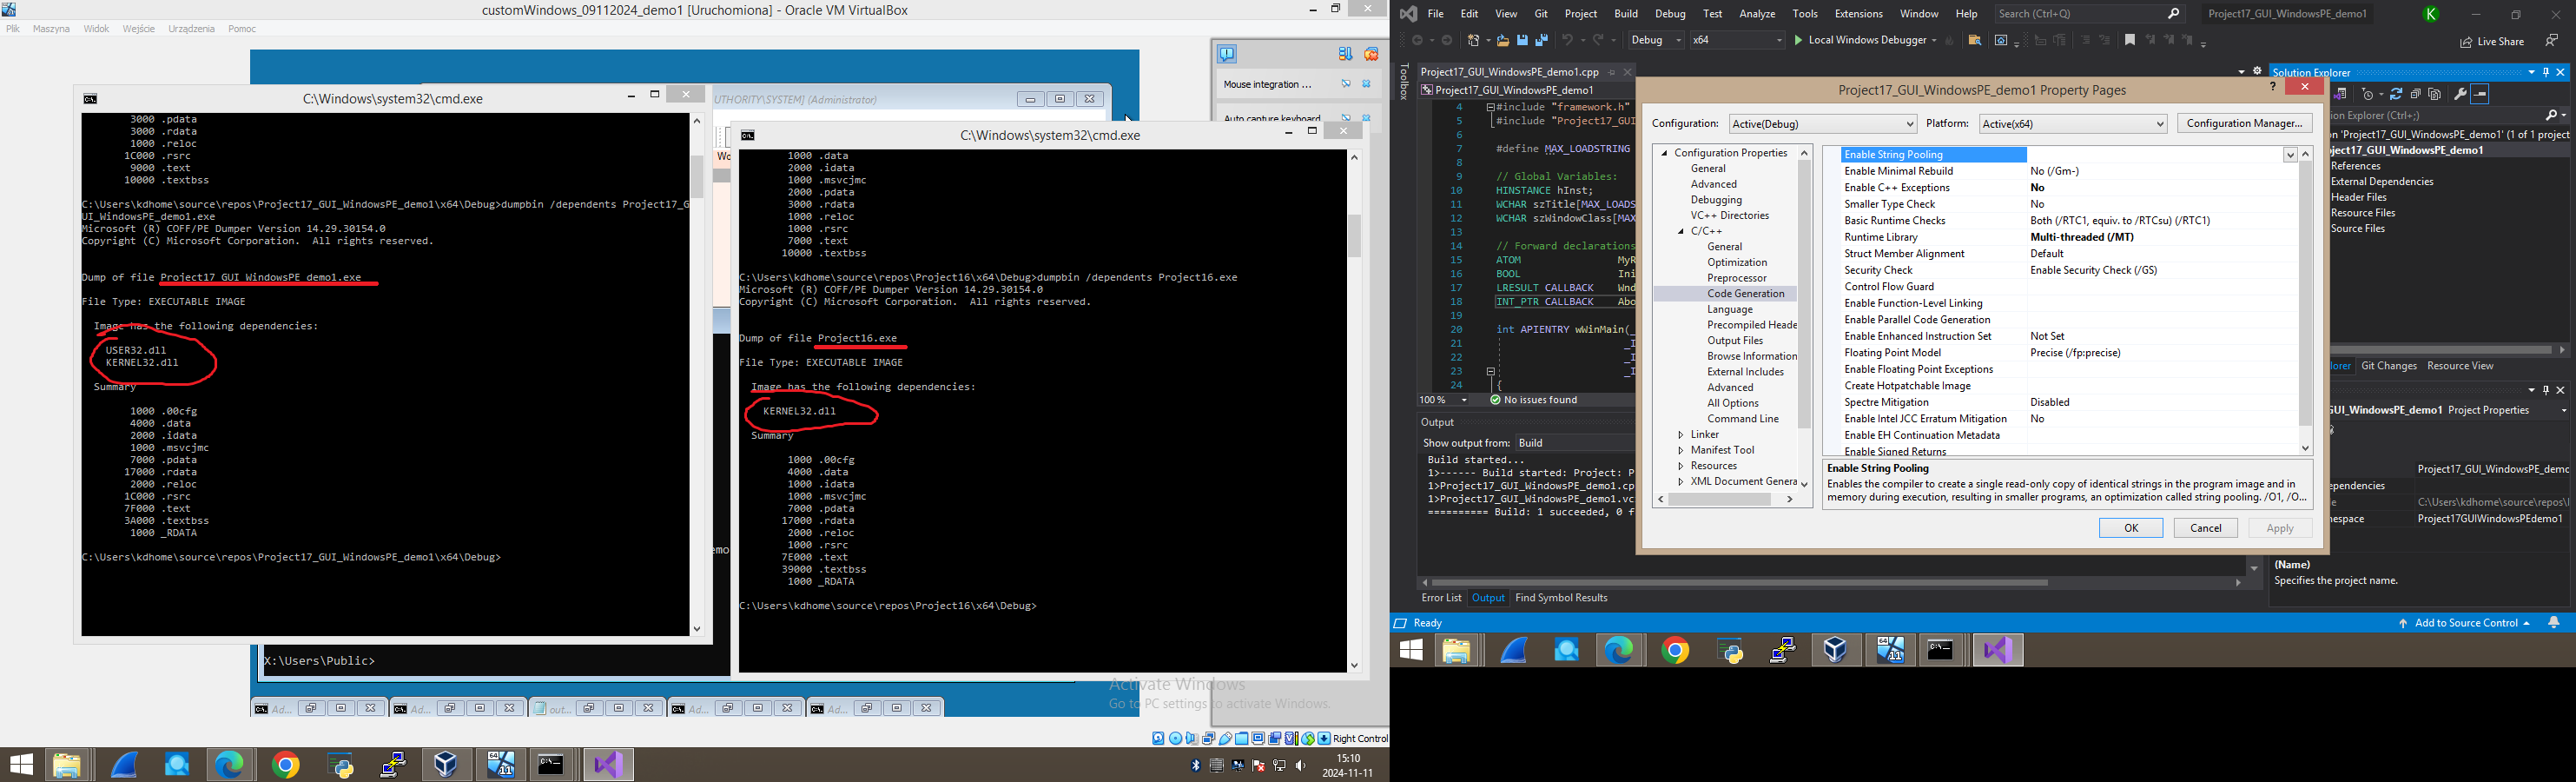 customWindows_09112024_demo1 [Uruchomiona] - Oracle VM VirtualBox
Plik Maszyna Widok Wejście Urządzenia Pomoc
C:\Windows\system32\cmd.exe
3000 .pdata
3000 .rdata
1000 .reloc
1C000 .rsrc
9000 .text
10000 .textbss
C:\Users\kdhome\source\repos\Project17_GUI_WindowsPE_demo1\x64\Debug>dumpbin /dependents Project17_G
UI_WindowsPE_demo1.exe
Microsoft (R) COFF/PE Dumper Version 14.29.30154.0
Copyright (C) Microsoft Corporation.  All rights reserved.
Dump of file Project17_GUI_WindowsPE_demo1.exe
File Type: EXECUTABLE IMAGE
Image has the following dependencies:
USER32.dll
KERNEL32.dll
Summary
1000 .00cfg
4000 .data
2000 .idata
1000 .msvcjmc
7000 .pdata
17000 .rdata
2000 .reloc
1C000 .rsrc
7F000 .text
3A000 .textbss
1000 _RDATA
C:\Users\kdhome\source\repos\Project17_GUI_WindowsPE_demo1\x64\Debug>
UTHORITY\SYSTEM] (Administrator)
Wo
C:\Windows\system32\cmd.exe
1000 .data
2000 .idata
1000 .msvcjmc
2000 .pdata
3000 .rdata
1000 .reloc
1000 .rsrc
7000 .text
10000 .textbss
C:\Users\kdhome\source\repos\Project16\x64\Debug>dumpbin /dependents Project16.exe
Microsoft (R) COFF/PE Dumper Version 14.29.30154.0
Copyright (C) Microsoft Corporation.  All rights reserved.
Dump of file Project16.exe
File Type: EXECUTABLE IMAGE
Image has the following dependencies:
KERNEL32.dll
Summary
1000 .00cfg
4000 .data
1000 .idata
1000 .msvcjmc
7000 .pdata
17000 .rdata
2000 .reloc
1000 .rsrc
7E000 .text
39000 .textbss
1000 _RDATA
C:\Users\kdhome\source\repos\Project16\x64\Debug>
emo
X:\Users\Public>
Ad...
Ad...
out...
Ad...
Ad...
Mouse integration ...
Auto capture keyboard
Activate Windows
Go to PC settings to activate Windows.
Right Control
15:10
2024-11-11
File Edit View Git Project Build Debug Test Analyze Tools Extensions Window Help Search (Ctrl+Q) Project17_GUI_WindowsPE_demo1 K
Debug x64 Local Windows Debugger Live Share
Toolbox
Project17_GUI_WindowsPE_demo1.cpp
Project17_GUI_WindowsPE_demo1
4 #include "framework.h"
5 #include "Project17_GUI
6
7 #define MAX_LOADSTRING
8
9 // Global Variables:
10 HINSTANCE hInst;
11 WCHAR szTitle[MAX_LOADS
12 WCHAR szWindowClass[MAX
13
14 // Forward declarations
15 ATOM MyR
16 BOOL Ini
17 LRESULT CALLBACK Wnd
18 INT_PTR CALLBACK Abo
19
20 int APIENTRY wWinMain(_
21 _I
22 _I
23 _I
24 {
100 % No issues found
Output
Show output from: Build
Build started...
1>------ Build started: Project: P
1>Project17_GUI_WindowsPE_demo1.cp
1>Project17_GUI_WindowsPE_demo1.vc
========== Build: 1 succeeded, 0 f
Error List Output Find Symbol Results
Ready
Add to Source Control
Project17_GUI_WindowsPE_demo1 Property Pages
Configuration: Active(Debug) Platform: Active(x64) Configuration Manager...
Configuration Properties
General
Advanced
Debugging
VC++ Directories
C/C++
General
Optimization
Preprocessor
Code Generation
Language
Precompiled Heade
Output Files
Browse Information
External Includes
Advanced
All Options
Command Line
Linker
Manifest Tool
Resources
XML Document Genera
Enable String Pooling
Enable Minimal Rebuild No (/Gm-)
Enable C++ Exceptions No
Smaller Type Check No
Basic Runtime Checks Both (/RTC1, equiv. to /RTCsu) (/RTC1)
Runtime Library Multi-threaded (/MT)
Struct Member Alignment Default
Security Check Enable Security Check (/GS)
Control Flow Guard
Enable Function-Level Linking
Enable Parallel Code Generation
Enable Enhanced Instruction Set Not Set
Floating Point Model Precise (/fp:precise)
Enable Floating Point Exceptions
Create Hotpatchable Image
Spectre Mitigation Disabled
Enable Intel JCC Erratum Mitigation No
Enable EH Continuation Metadata
Enable Signed Returns
Enable String Pooling
Enables the compiler to create a single read-only copy of identical strings in the program image and in
memory during execution, resulting in smaller programs, an optimization called string pooling. /O1, /O...
OK Cancel Apply
Solution Explorer
ion Explorer (Ctrl+;)
n 'Project17_GUI_WindowsPE_demo1' (1 of 1 project
ject17_GUI_WindowsPE_demo1
References
External Dependencies
Header Files
Resource Files
Source Files
lorer Git Changes Resource View
GUI_WindowsPE_demo1 Project Properties
Project17_GUI_WindowsPE_demc
ependencies
C:\Users\kdhome\source\repos\I
nespace Project17GUIWindowsPEdemo1
(Name)
Specifies the project name.